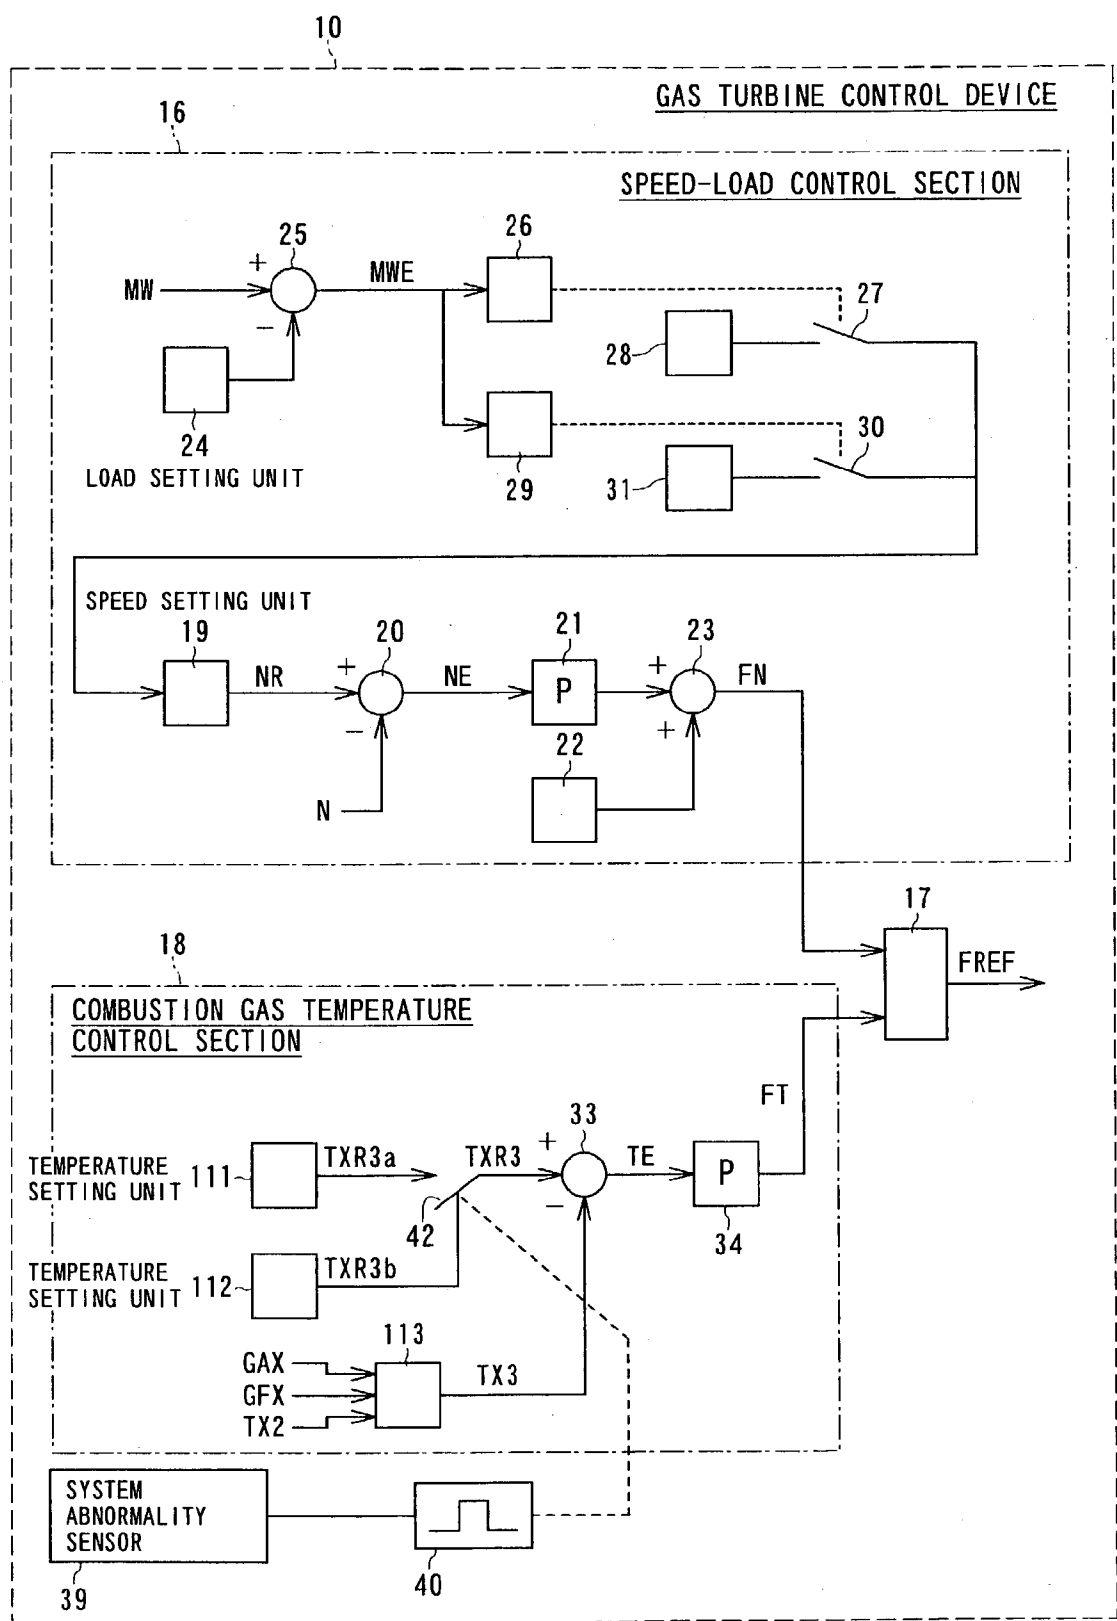 10
GAS TURBINE CONTROL DEVICE
16
SPEED-LOAD CONTROL SECTION
25
26
MW
+
MWE
27
−
28
24
30
LOAD SETTING UNIT
29
31
SPEED SETTING UNIT
19
20
21
23
NR
+
NE
P
+
FN
−
22
+
N
17
18
FREF
COMBUSTION GAS TEMPERATURE
CONTROL SECTION
FT
33
TEMPERATURE
SETTING UNIT
111
TXR3a
TXR3
+
TE
P
42
−
34
TEMPERATURE
SETTING UNIT
112
TXR3b
113
GAX
GFX
TX2
TX3
SYSTEM
ABNORMALITY
SENSOR
39
40